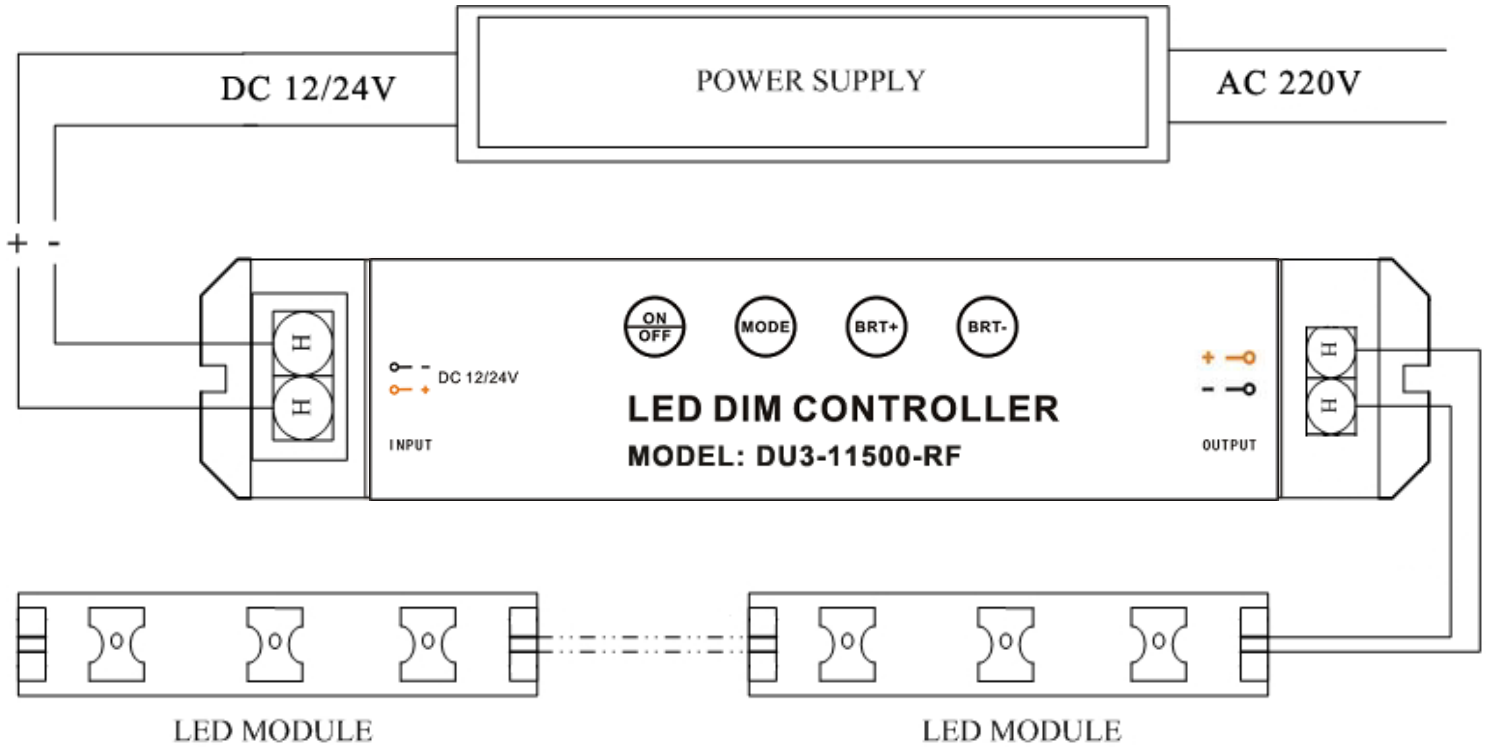 DC 12/24V
POWER SUPPLY
AC 220V
+ -
ON
OFF
MODE
BRT+
BRT-
-
+
DC 12/24V
INPUT
LED DIM CONTROLLER
MODEL: DU3-11500-RF
+
-
OUTPUT
H
H
H
H
LED MODULE
LED MODULE